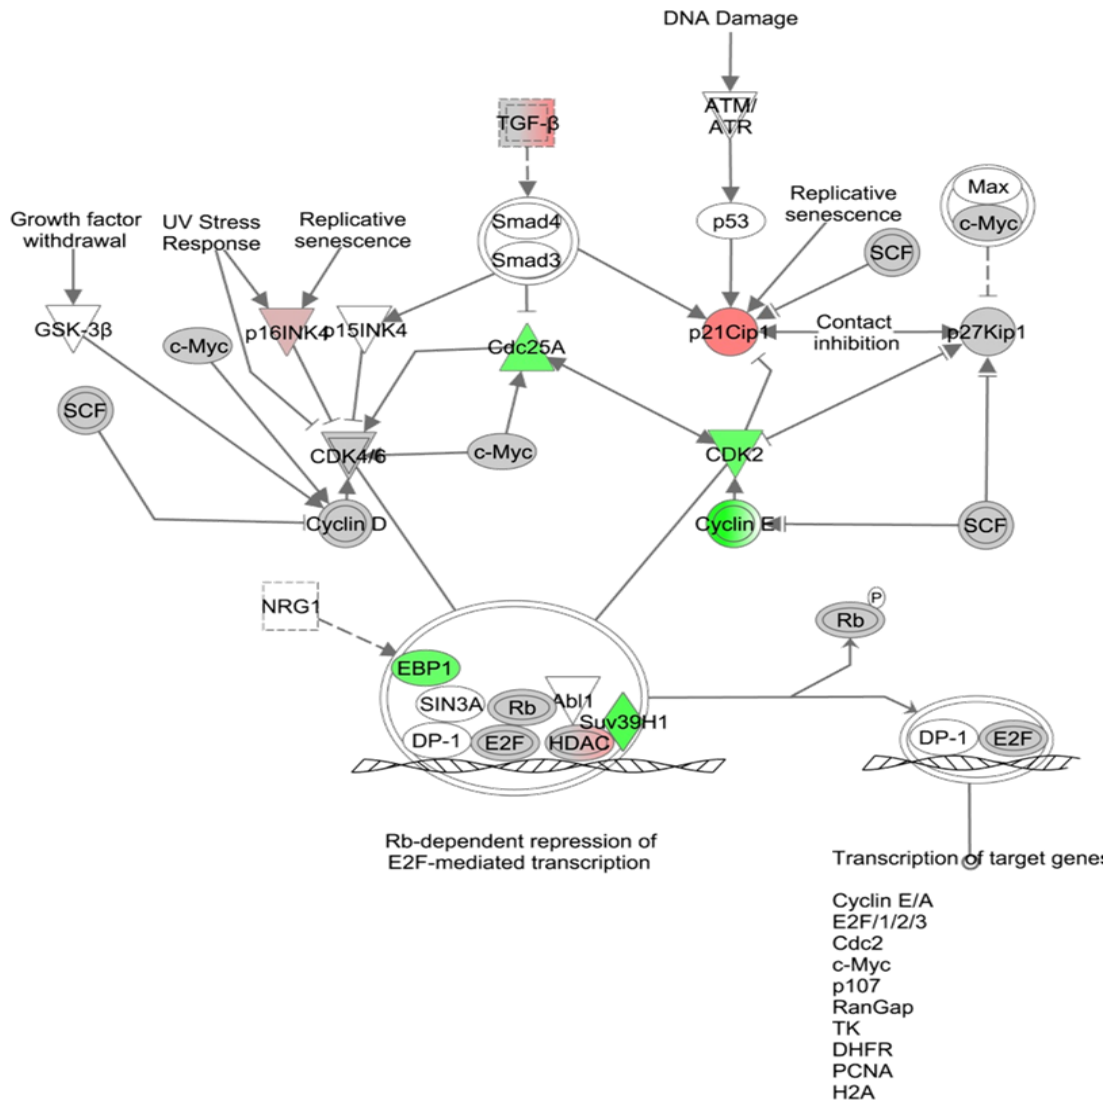 DNA Damage
ATM/
ATR
TGF-β
Smad4
Smad3
p53
Replicative
senescence
SCF
Max
c-Myc
Growth factor
withdrawal
UV Stress
Response
Replicative
senescence
GSK-3β
c-Myc
p16INK4
p15INK4
Cdc25A
p21Cip1
Contact
inhibition
p27Kip1
SCF
CDK4/6
c-Myc
CDK2
Cyclin D
Cyclin E
SCF
NRG1
EBP1
SIN3A
Rb
Abl1
Suv39H1
DP-1
E2F
HDAC
P
Rb
DP-1
E2F
Rb-dependent repression of
E2F-mediated transcription
Transcription of target genes
Cyclin E/A
E2F/1/2/3
Cdc2
c-Myc
p107
RanGap
TK
DHFR
PCNA
H2A